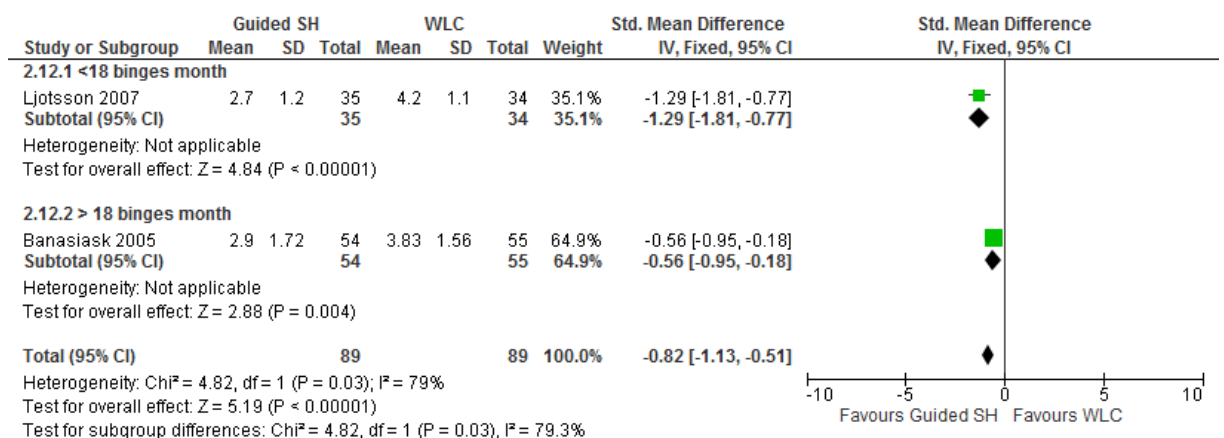 Guided SH WLC Std. Mean Difference Std. Mean Difference
Study or Subgroup Mean SD Total Mean SD Total Weight IV, Fixed, 95% CI IV, Fixed, 95% CI
2.12.1 <18 binges month
Ljotsson 2007 2.7 1.2 35 4.2 1.1 34 35.1% -1.29 [-1.81, -0.77]
Subtotal (95% CI) 35 34 35.1% -1.29 [-1.81, -0.77]
Heterogeneity: Not applicable
Test for overall effect: Z = 4.84 (P < 0.00001)
2.12.2 > 18 binges month
Banasiask 2005 2.9 1.72 54 3.83 1.56 55 64.9% -0.56 [-0.95, -0.18]
Subtotal (95% CI) 54 55 64.9% -0.56 [-0.95, -0.18]
Heterogeneity: Not applicable
Test for overall effect: Z = 2.88 (P = 0.004)
Total (95% CI) 89 89 100.0% -0.82 [-1.13, -0.51]
Heterogeneity: Chi² = 4.82, df = 1 (P = 0.03); I² = 79%
-10 -5 0 5 10
Test for overall effect: Z = 5.19 (P < 0.00001)
Favours Guided SH Favours WLC
Test for subgroup differences: Chi² = 4.82, df = 1 (P = 0.03), I² = 79.3%